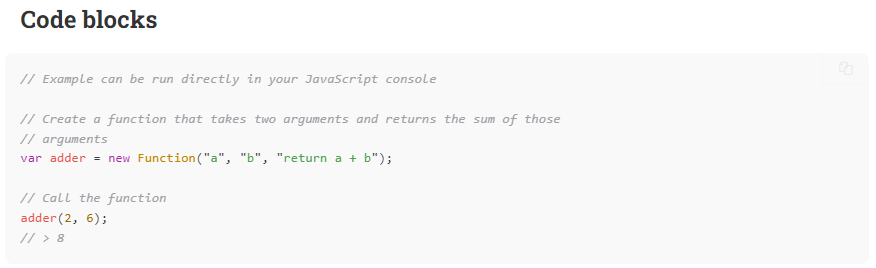 Code blocks
// Example can be run directly in your JavaScript console
// Create a function that takes two arguments and returns the sum of those
// arguments
var adder = new Function("a", "b", "return a + b");
// Call the function
adder(2, 6);
// > 8